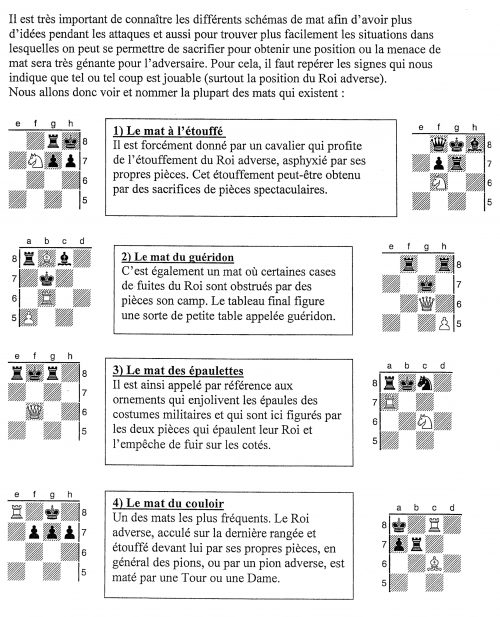 Il est très important de connaître les différents schémas de mat afin d'avoir plus
d'idées pendant les attaques et aussi pour trouver plus facilement les situations dans
lesquelles on peut se permettre de sacrifier pour obtenir une position ou la menace de
mat sera très génante pour l'adversaire. Pour cela, il faut repérer les signes qui nous
indique que tel ou tel coup est jouable (surtout la position du Roi adverse).
Nous allons donc voir et nommer la plupart des mats qui existent :
e f g h
8
7
6
5
1) Le mat à l'étouffé
Il est forcément donné par un cavalier qui profite
de l'étouffement du Roi adverse, asphyxié par ses
propres pièces. Cet étouffement peut-être obtenu
par des sacrifices de pièces spectaculaires.
e f g h
8
7
6
5
a b c d
8
7
6
5
2) Le mat du guéridon
C'est également un mat où certaines cases
de fuites du Roi sont obstrués par des
pièces son camp. Le tableau final figure
une sorte de petite table appelée guéridon.
e f g h
8
7
6
5
e f g h
8
7
6
5
3) Le mat des épaulettes
Il est ainsi appelé par référence aux
ornements qui enjolivent les épaules des
costumes militaires et qui sont ici figurés par
les deux pièces qui épaulent leur Roi et
l'empêche de fuir sur les cotés.
a b c d
8
7
6
5
e f g h
8
7
6
5
4) Le mat du couloir
Un des mats les plus fréquents. Le Roi
adverse, acculé sur la dernière rangée et
étouffé devant lui par ses propres pièces, en
général des pions, ou par un pion adverse, est
maté par une Tour ou une Dame.
a b c d
8
7
6
5